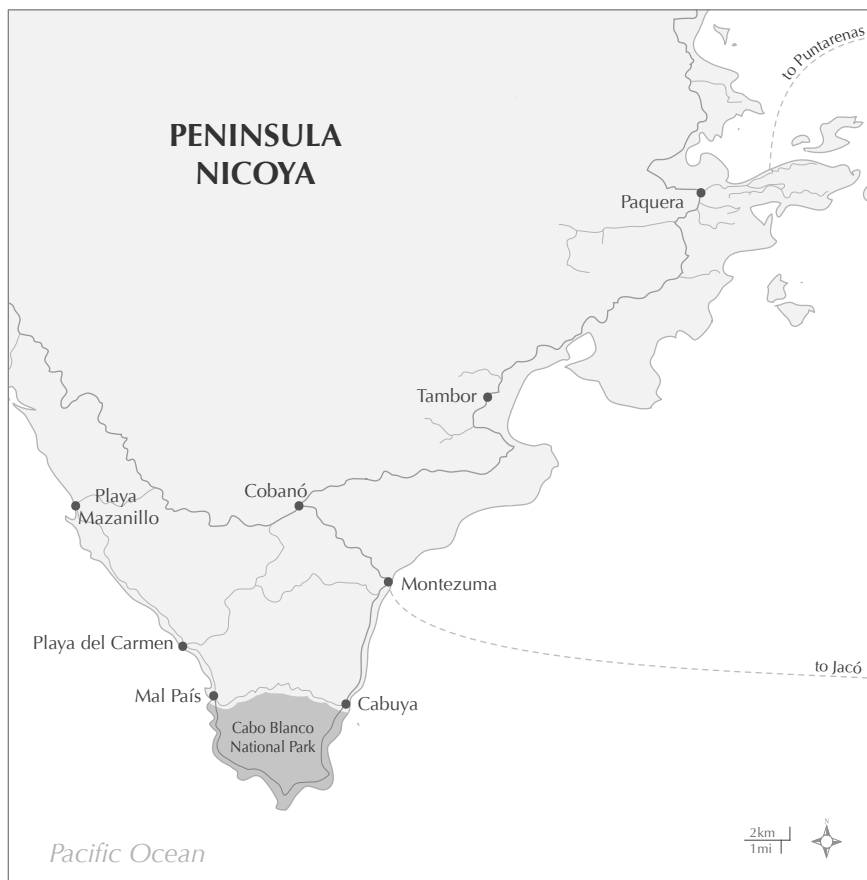 to Puntarenas
PENINSULA
NICOYA
Paquera
Tambor
Cobanó
Playa
Mazanillo
Montezuma
Playa del Carmen
to Jacó
Mal País
Cabuya
Cabo Blanco
National Park
2km
1mi
N
Pacific Ocean